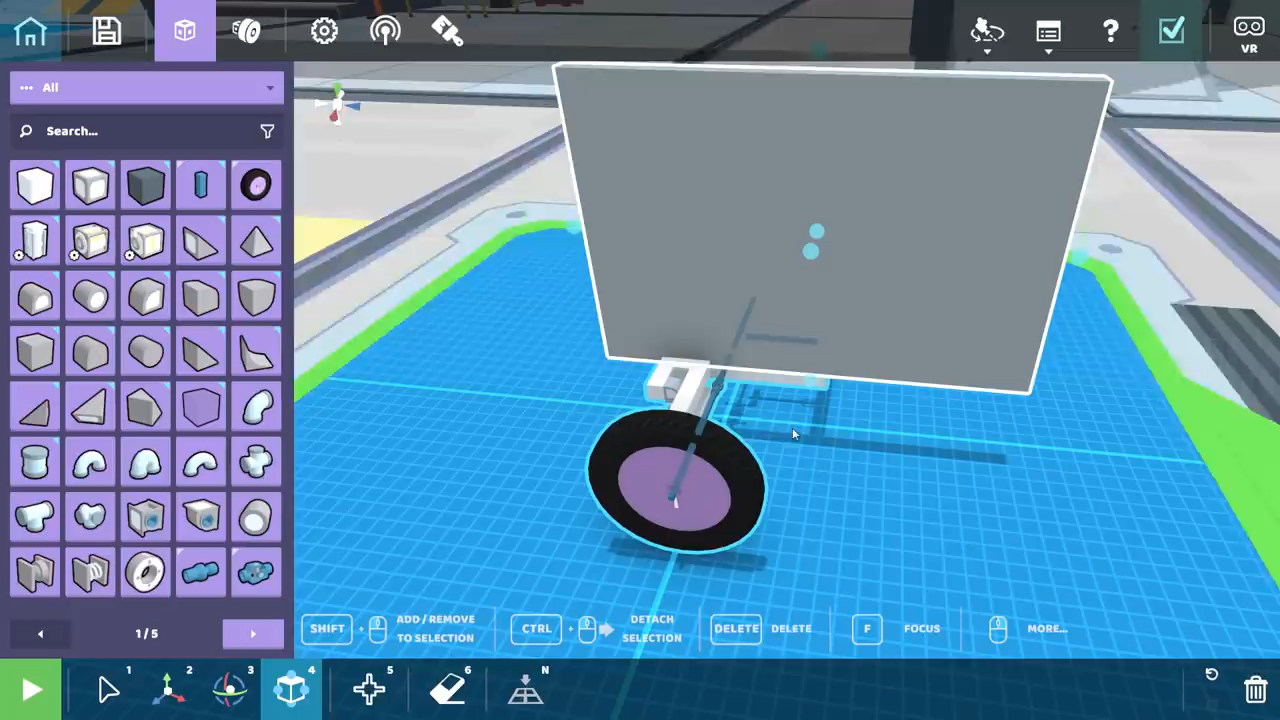 VR
All
Search...
1/5
SHIFT + ADD / REMOVE
TO SELECTION
CTRL + DETACH
SELECTION
DELETE DELETE
F FOCUS
MORE...
1
2
3
4
5
6
N